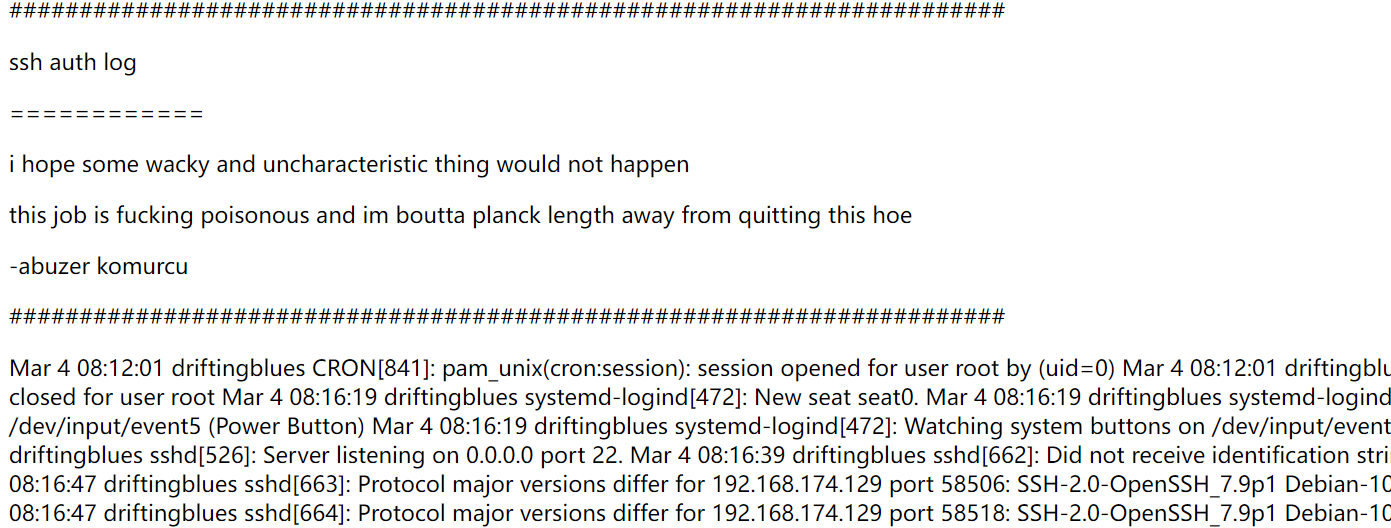 #######################################################################
ssh auth log
============
i hope some wacky and uncharacteristic thing would not happen
this job is fucking poisonous and im boutta planck length away from quitting this hoe
-abuzer komurcu
#######################################################################
Mar 4 08:12:01 driftingblues CRON[841]: pam_unix(cron:session): session opened for user root by (uid=0) Mar 4 08:12:01 driftingblu
closed for user root Mar 4 08:16:19 driftingblues systemd-logind[472]: New seat seat0. Mar 4 08:16:19 driftingblues systemd-logind
/dev/input/event5 (Power Button) Mar 4 08:16:19 driftingblues systemd-logind[472]: Watching system buttons on /dev/input/event
driftingblues sshd[526]: Server listening on 0.0.0.0 port 22. Mar 4 08:16:39 driftingblues sshd[662]: Did not receive identification stri
08:16:47 driftingblues sshd[663]: Protocol major versions differ for 192.168.174.129 port 58506: SSH-2.0-OpenSSH_7.9p1 Debian-10
08:16:47 driftingblues sshd[664]: Protocol major versions differ for 192.168.174.129 port 58518: SSH-2.0-OpenSSH_7.9p1 Debian-10